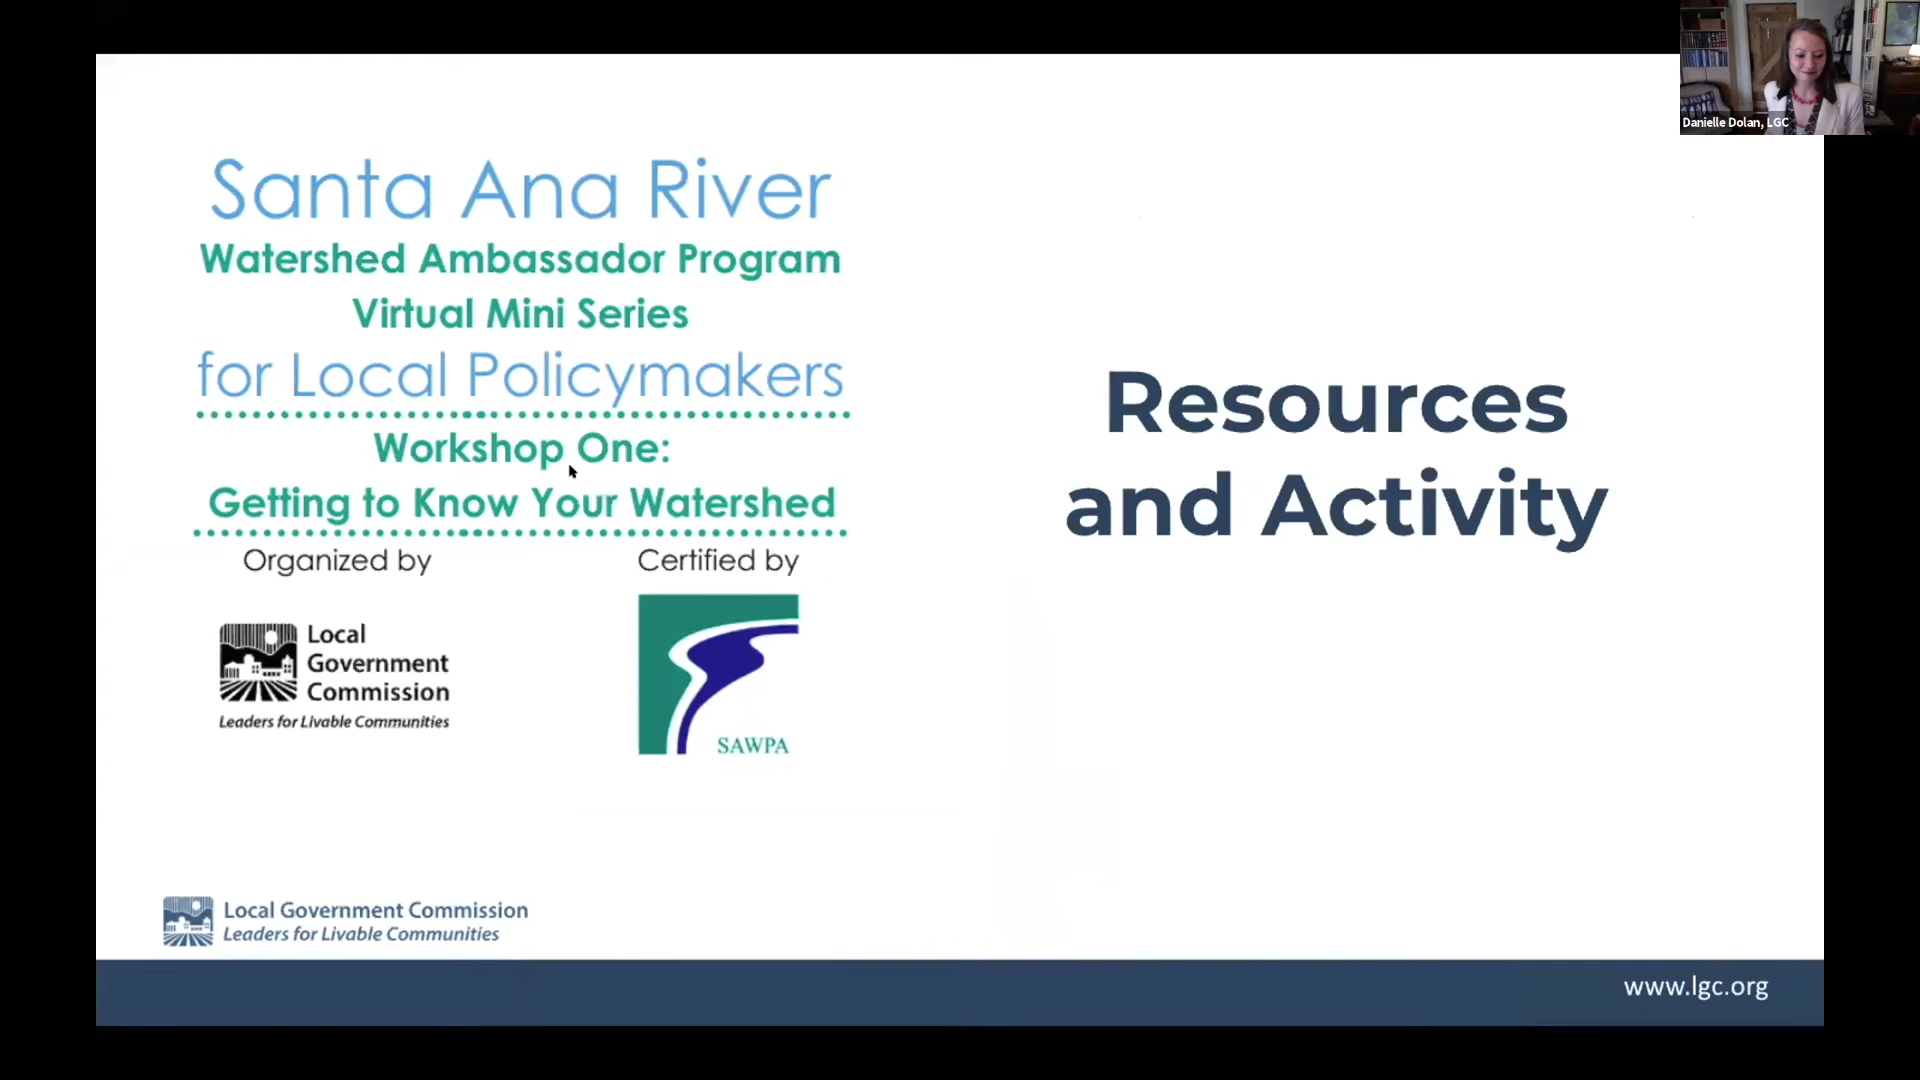 Danielle Dolan, LGC
Santa Ana River
Watershed Ambassador Program
Virtual Mini Series
for Local Policymakers
Workshop One:
Getting to Know Your Watershed
Organized by
Certified by
Local
Government
Commission
Leaders for Livable Communities
SAWPA
Resources
and Activity
Local Government Commission
Leaders for Livable Communities
www.lgc.org